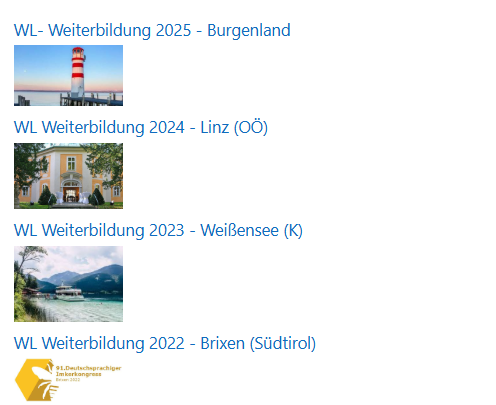 WL- Weiterbildung 2025 - Burgenland
WL Weiterbildung 2024 - Linz (OÖ)
WL Weiterbildung 2023 - Weißensee (K)
WL Weiterbildung 2022 - Brixen (Südtirol)
91.Deutschsprachiger
Imkerkongress
Brixen 2022